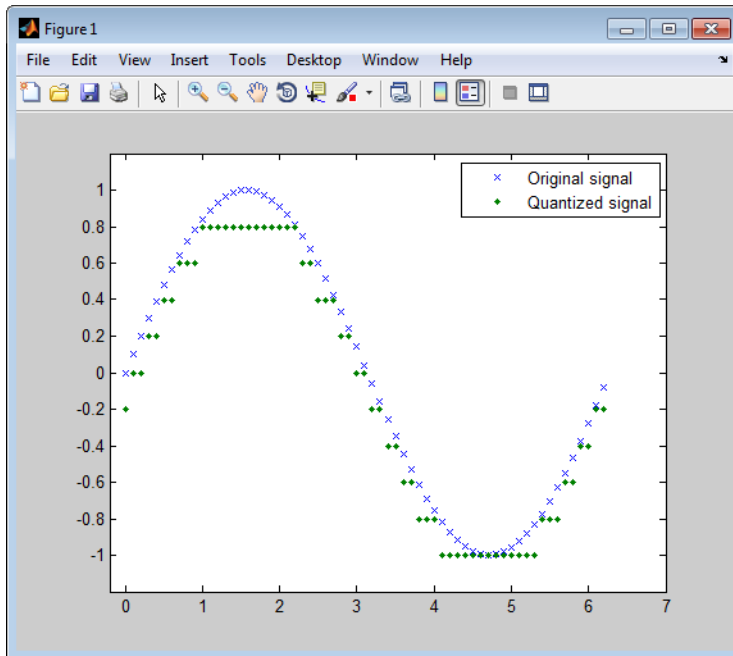 Figure 1
File Edit View Insert Tools Desktop Window Help
Original signal
Quantized signal
1
0.8
0.6
0.4
0.2
0
-0.2
-0.4
-0.6
-0.8
-1
0 1 2 3 4 5 6 7